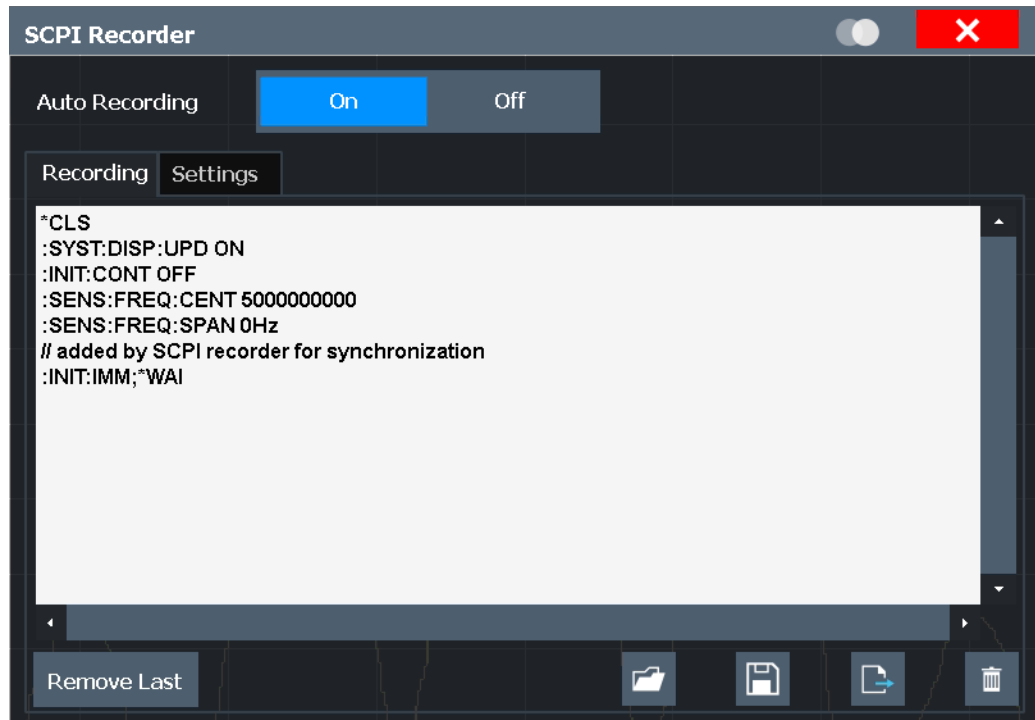 SCPI Recorder
Auto Recording On Off
Recording Settings
*CLS
:SYST:DISP:UPD ON
:INIT:CONT OFF
:SENS:FREQ:CENT 5000000000
:SENS:FREQ:SPAN 0Hz
// added by SCPI recorder for synchronization
:INIT:IMM;*WAI
Remove Last